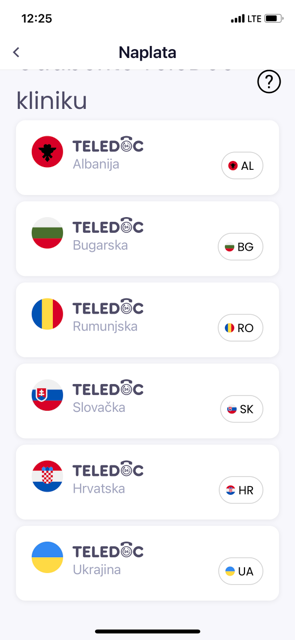 12:25
LTE
Naplata
?
kliniku
TELEDOC
Albanija
AL
TELEDOC
Bugarska
BG
TELEDOC
Rumunjska
RO
TELEDOC
Slovačka
SK
TELEDOC
Hrvatska
HR
TELEDOC
Ukrajina
UA